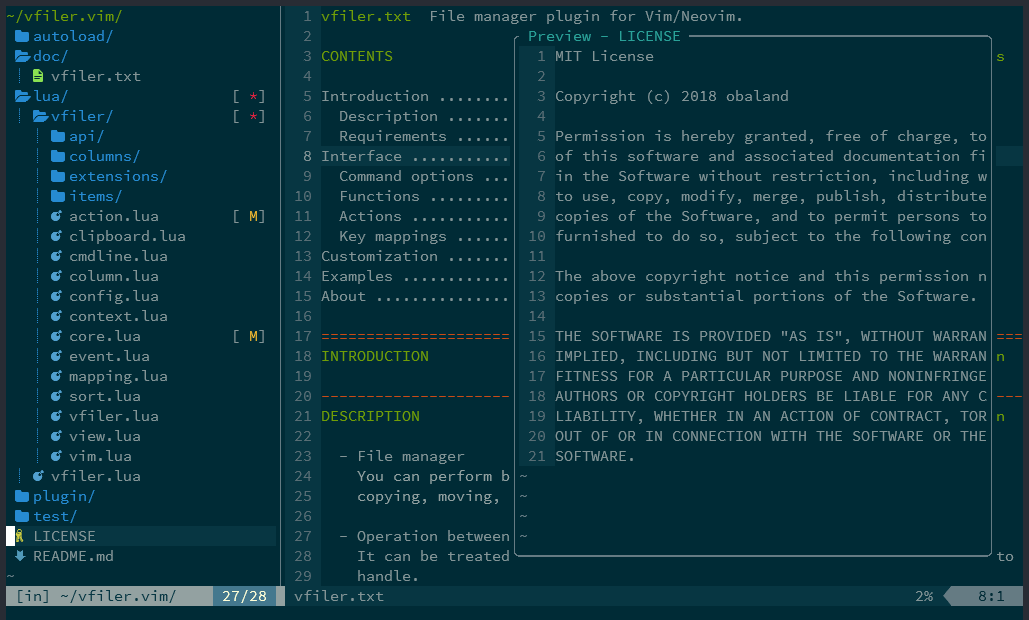 ~/vfiler.vim/
autoload/
doc/
vfiler.txt
lua/ [ *]
vfiler/ [ *]
api/
columns/
extensions/
items/
action.lua [ M]
clipboard.lua
cmdline.lua
column.lua
config.lua
context.lua
core.lua [ M]
event.lua
mapping.lua
sort.lua
vfiler.lua
view.lua
vim.lua
vfiler.lua
plugin/
test/
LICENSE
README.md
~
[in] ~/vfiler.vim/ 27/28
1 vfiler.txt  File manager plugin for Vim/Neovim.
2
3 CONTENTS s
4
5 Introduction ........
6 Description .......
7 Requirements ......
8 Interface ...........
9 Command options ...
10 Functions .........
11 Actions ...........
12 Key mappings ......
13 Customization ........
14 Examples ............
15 About ...............
16
17 ===================== ===
18 INTRODUCTION n
19
20 --------------------- ---
21 DESCRIPTION n
22
23 - File manager
24 You can perform b
25 copying, moving,
26
27 - Operation between
28 It can be treated to
29 handle.
vfiler.txt 2% 8:1
Preview - LICENSE
1 MIT License
2
3 Copyright (c) 2018 obaland
4
5 Permission is hereby granted, free of charge, to
6 of this software and associated documentation fi
7 in the Software without restriction, including w
8 to use, copy, modify, merge, publish, distribute
9 copies of the Software, and to permit persons to
10 furnished to do so, subject to the following con
11
12 The above copyright notice and this permission n
13 copies or substantial portions of the Software.
14
15 THE SOFTWARE IS PROVIDED "AS IS", WITHOUT WARRAN
16 IMPLIED, INCLUDING BUT NOT LIMITED TO THE WARRAN
17 FITNESS FOR A PARTICULAR PURPOSE AND NONINFRINGE
18 AUTHORS OR COPYRIGHT HOLDERS BE LIABLE FOR ANY C
19 LIABILITY, WHETHER IN AN ACTION OF CONTRACT, TOR
20 OUT OF OR IN CONNECTION WITH THE SOFTWARE OR THE
21 SOFTWARE.
~
~
~
~